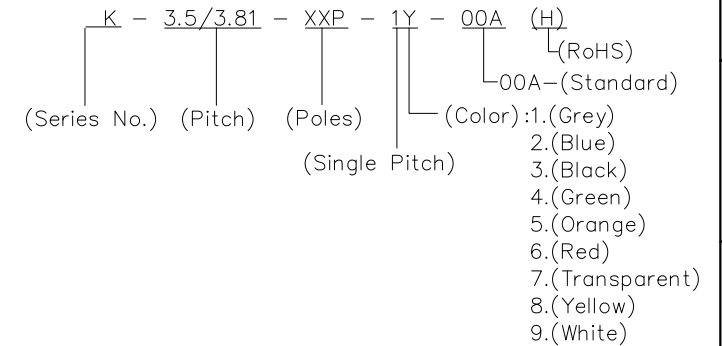 K - 3.5/3.81 - XXP - 1Y - 00A (H)
(RoHS)
00A-(Standard)
(Series No.) (Pitch) (Poles) (Color):1.(Grey)
2.(Blue)
(Single Pitch) 3.(Black)
4.(Green)
5.(Orange)
6.(Red)
7.(Transparent)
8.(Yellow)
9.(White)